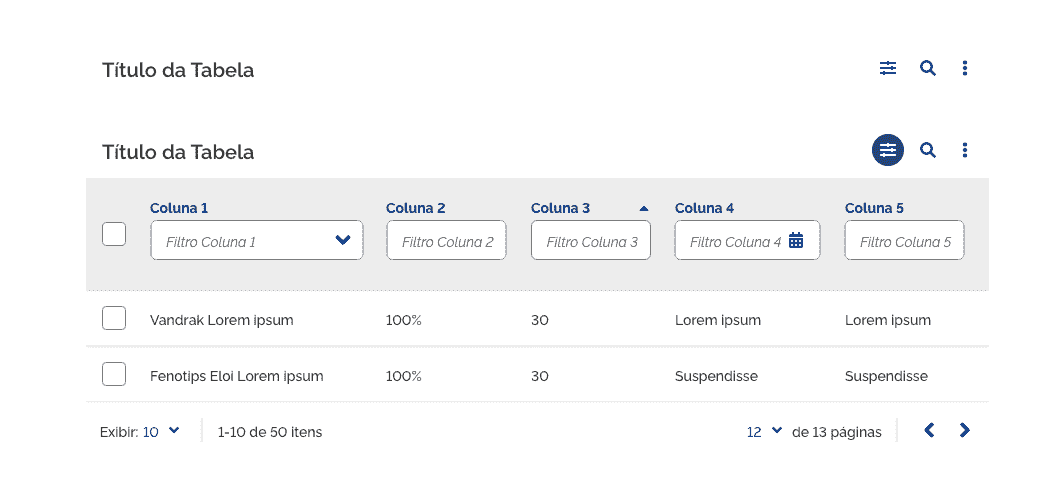 Título da Tabela
Título da Tabela
Coluna 1 Coluna 2 Coluna 3 Coluna 4 Coluna 5
Filtro Coluna 1 Filtro Coluna 2 Filtro Coluna 3 Filtro Coluna 4 Filtro Coluna 5
Vandrak Lorem ipsum 100% 30 Lorem ipsum Lorem ipsum
Fenotips Eloi Lorem ipsum 100% 30 Suspendisse Suspendisse
Exibir: 10 1-10 de 50 itens 12 de 13 páginas